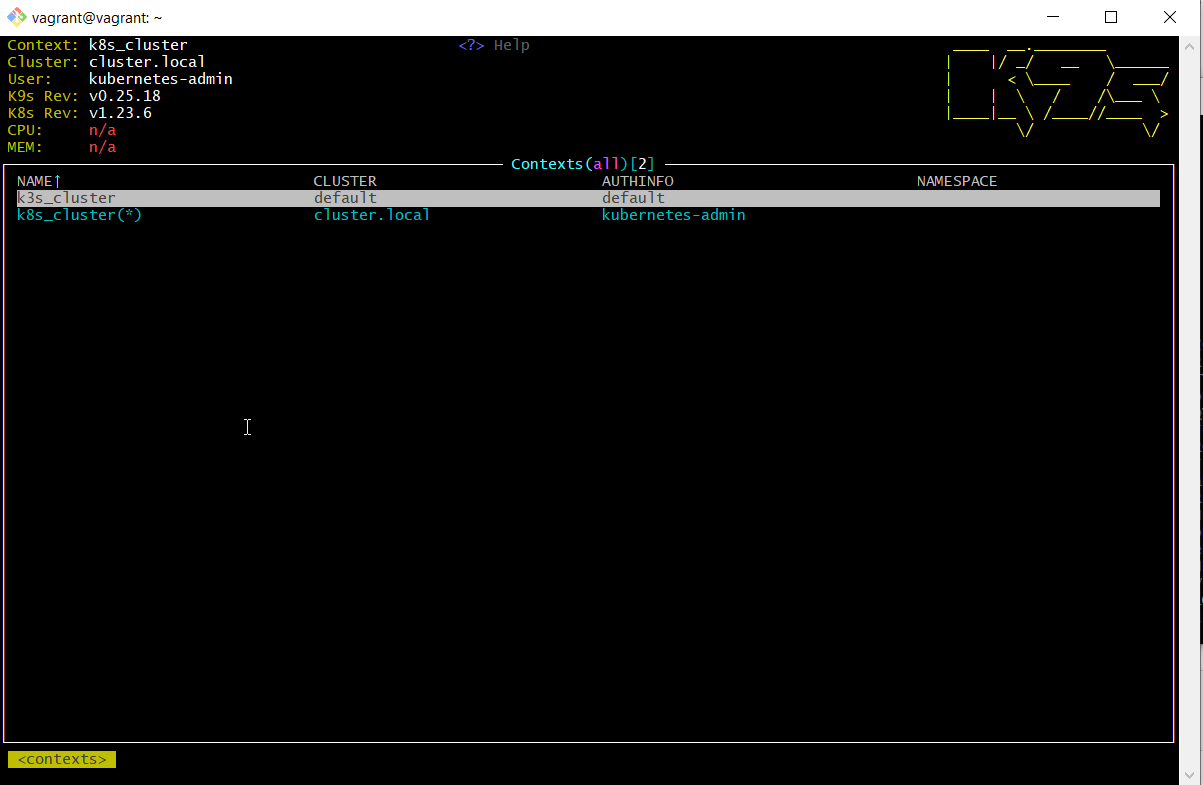 vagrant@vagrant: ~
Context: k8s_cluster <?> Help
Cluster: cluster.local
User: kubernetes-admin
K9s Rev: v0.25.18
K8s Rev: v1.23.6
CPU: n/a
MEM: n/a
Contexts(all)[2]
NAME↑ CLUSTER AUTHINFO NAMESPACE
k3s_cluster default default
k8s_cluster(*) cluster.local kubernetes-admin
<contexts>